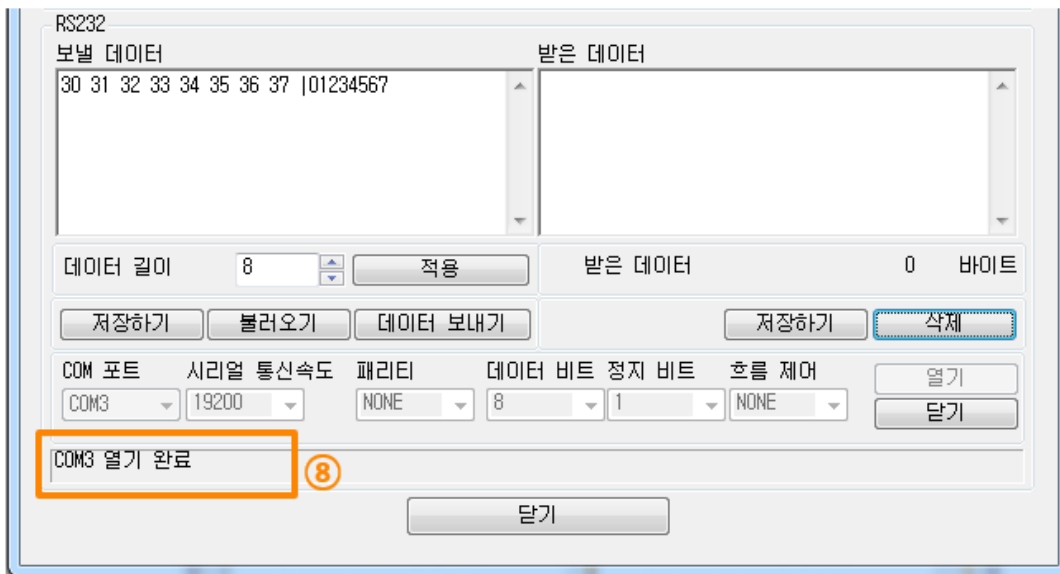 RS232
보낼 데이터 받은 데이터
30 31 32 33 34 35 36 37 |01234567
데이터 길이 8 적용 받은 데이터 0 바이트
저장하기 불러오기 데이터 보내기 저장하기 삭제
COM 포트 시리얼 통신속도 패리티 데이터 비트 정지 비트 흐름 제어 열기
COM3 19200 NONE 8 1 NONE 닫기
COM3 열기 완료 ⑧
닫기